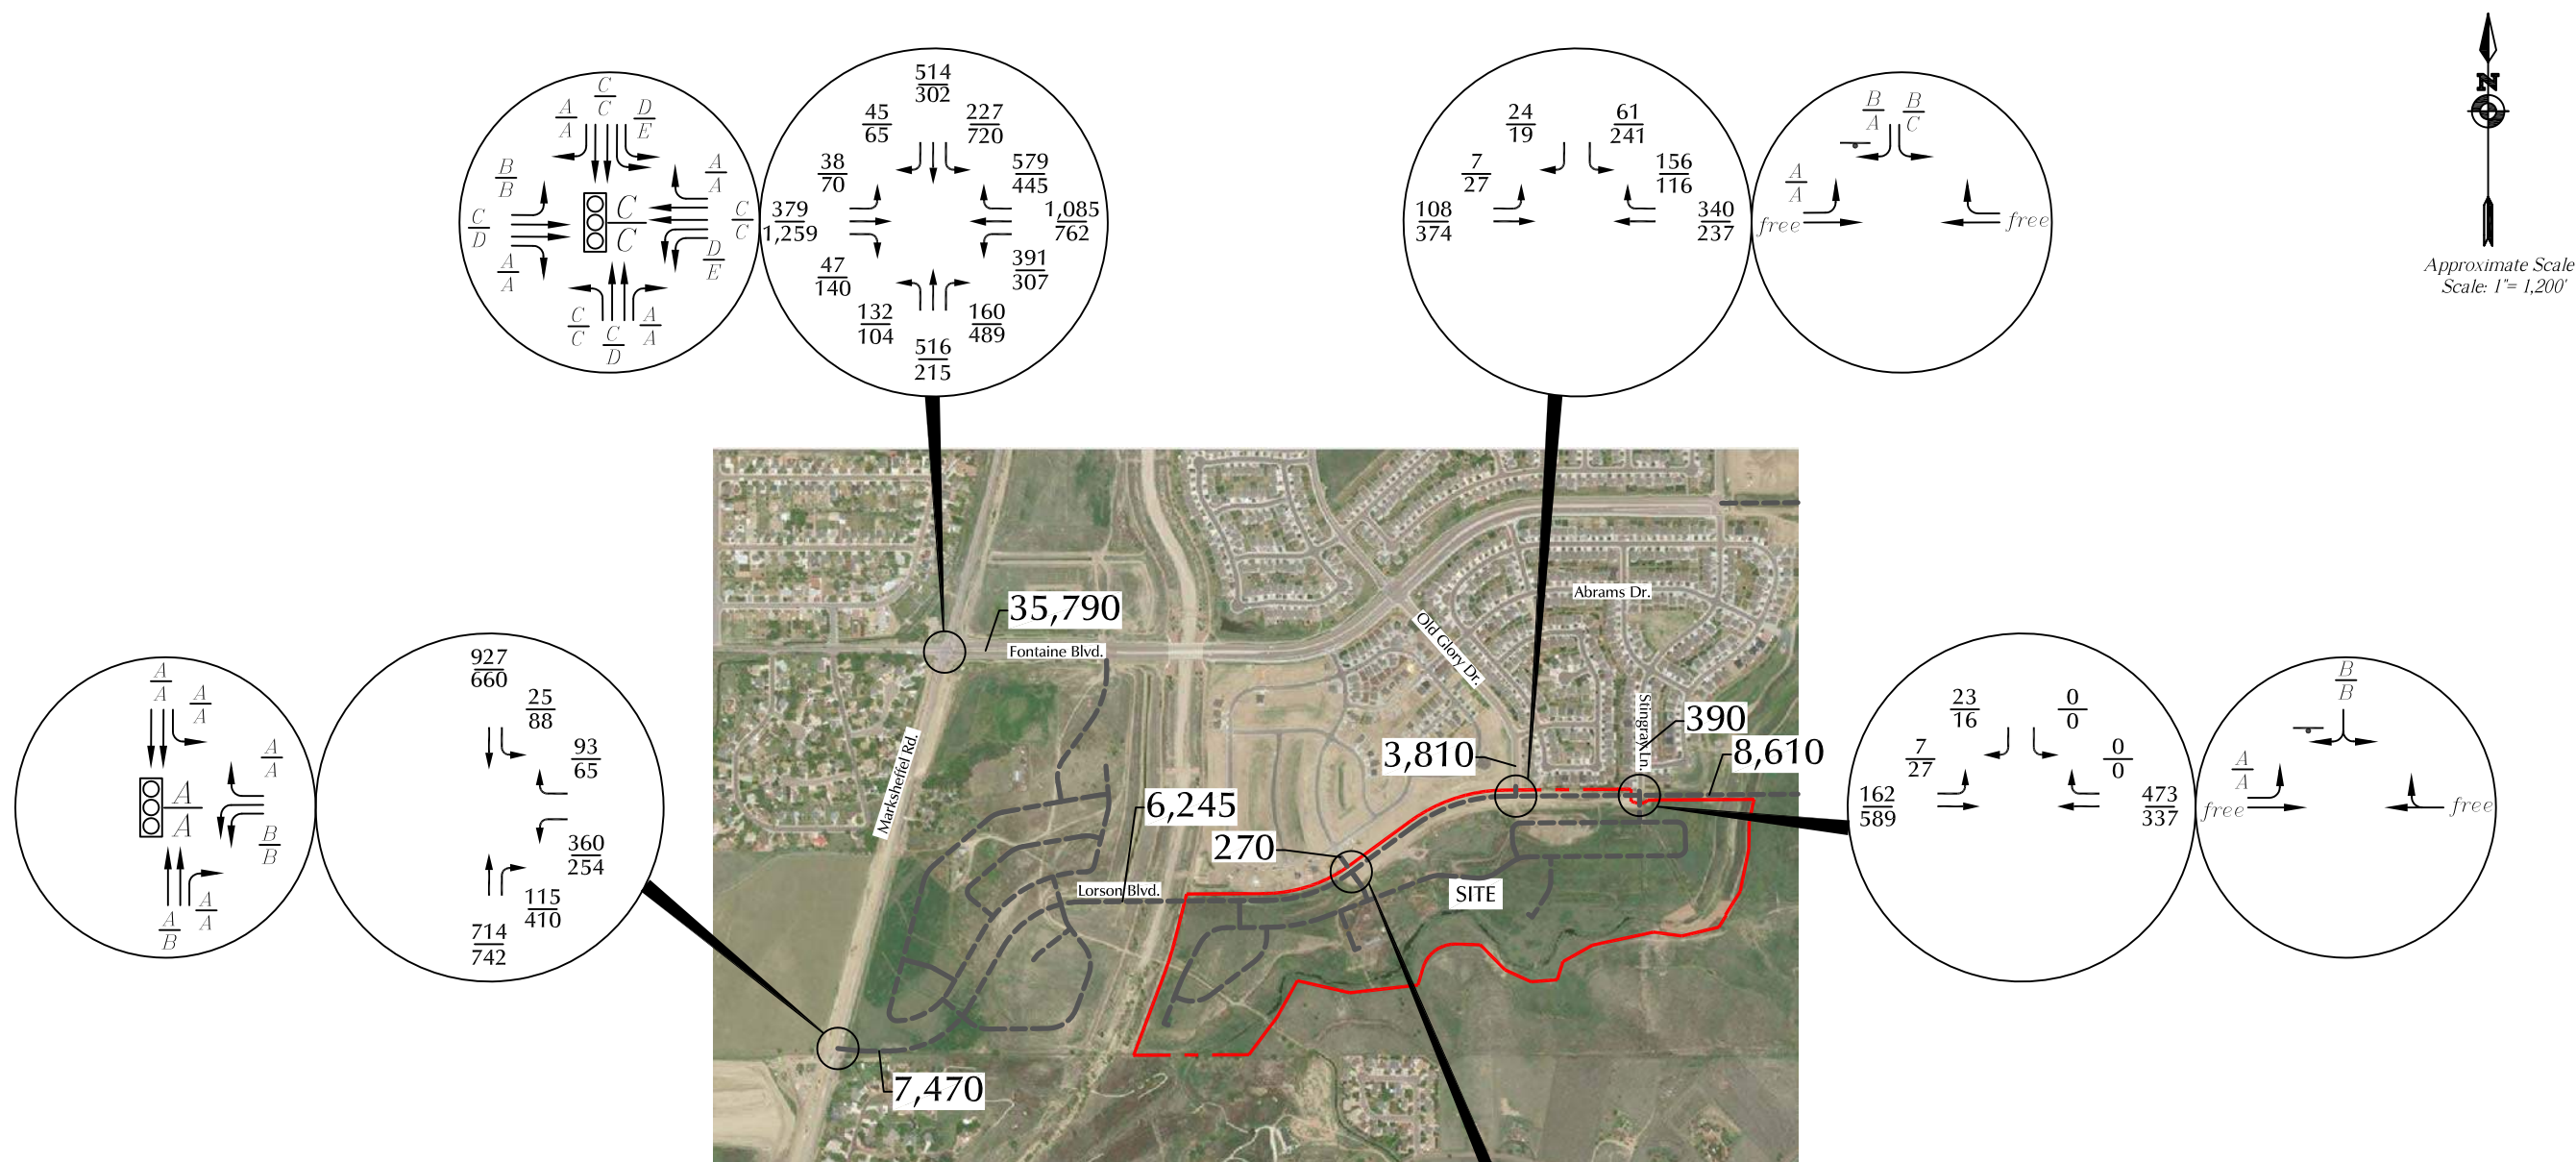 N
Approximate Scale
Scale: 1"= 1,200'
A
A
C
C
D
E
B
B
A
A
C
D
C
C
C
C
A
A
D
E
C
C
C
D
A
A
514
302
45
65
227
720
38
70
579
445
379
1,259
1,085
762
47
140
391
307
132
104
160
489
516
215
24
19
61
241
7
27
156
116
108
374
340
237
B
A
B
C
A
A
free
free
35,790
Fontaine Blvd.
Abrams Dr.
Old Glory Dr.
Stingray Ln.
390
3,810
8,610
Marksheffel Rd.
6,245
270
Lorson Blvd.
SITE
7,470
A
A
A
A
A
A
A
A
B
B
A
B
A
A
927
660
25
88
93
65
360
254
115
410
714
742
23
16
0
0
7
27
0
0
162
589
473
337
B
B
A
A
free
free